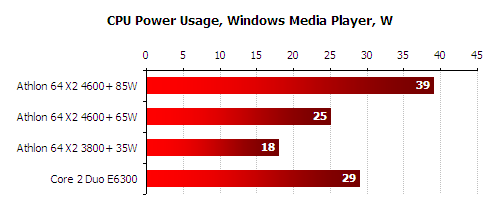 CPU Power Usage, Windows Media Player, W
0 5 10 15 20 25 30 35 40 45
Athlon 64 X2 4600+ 85W 39
Athlon 64 X2 4600+ 65W 25
Athlon 64 X2 3800+ 35W 18
Core 2 Duo E6300 29